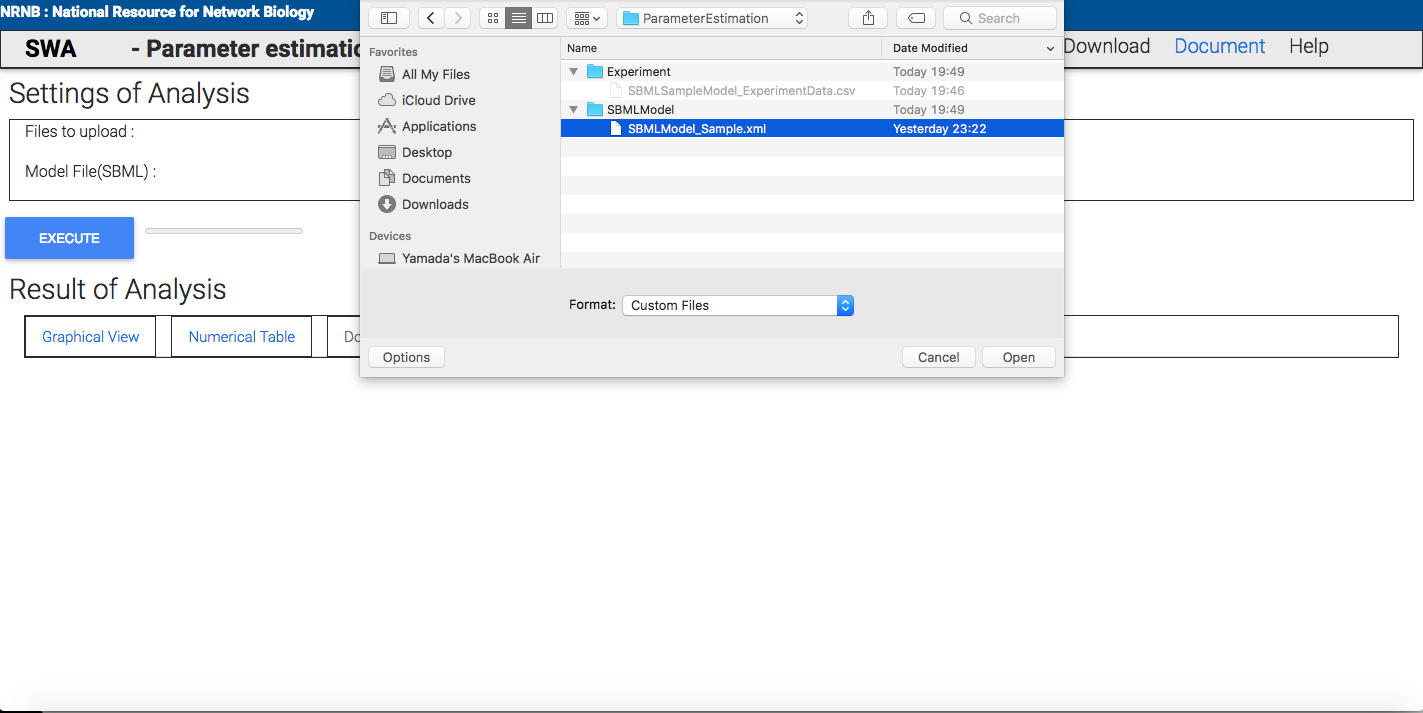 NRNB : National Resource for Network Biology
ParameterEstimation
Search
SWA - Parameter estimatio
Download Document Help
Settings of Analysis
Files to upload :
Model File(SBML) :
EXECUTE
Result of Analysis
Graphical View Numerical Table Do
Favorites
All My Files
iCloud Drive
Applications
Desktop
Documents
Downloads
Devices
Yamada's MacBook Air
Name Date Modified
Experiment Today 19:49
SBMLSampleModel_ExperimentData.csv Today 19:46
SBMLModel Today 19:49
SBMLModel_Sample.xml Yesterday 23:22
Format: Custom Files
Options Cancel Open